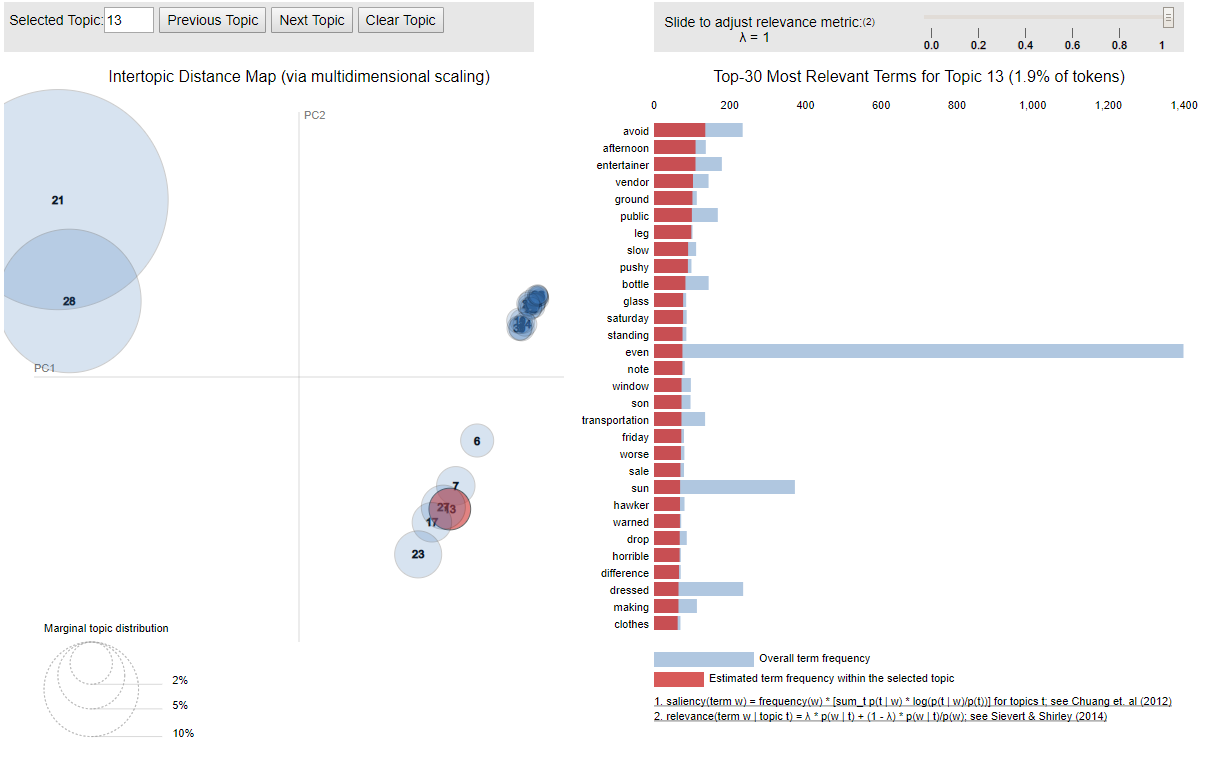 Selected Topic: 13 Previous Topic Next Topic Clear Topic
Slide to adjust relevance metric:(2)
λ = 1
0.0 0.2 0.4 0.6 0.8 1
Intertopic Distance Map (via multidimensional scaling)
PC2
PC1
21
28
6
7
27
13
17
23
Marginal topic distribution
2%
5%
10%
Top-30 Most Relevant Terms for Topic 13 (1.9% of tokens)
0 200 400 600 800 1,000 1,200 1,400
avoid
afternoon
entertainer
vendor
ground
public
leg
slow
pushy
bottle
glass
saturday
standing
even
note
window
son
transportation
friday
worse
sale
sun
hawker
warned
drop
horrible
difference
dressed
making
clothes
Overall term frequency
Estimated term frequency within the selected topic
1. saliency(term w) = frequency(w) * [sum_t p(t | w) * log(p(t | w)/p(t))] for topics t; see Chuang et. al (2012)
2. relevance(term w | topic t) = λ * p(w | t) + (1 - λ) * p(w | t)/p(w); see Sievert & Shirley (2014)